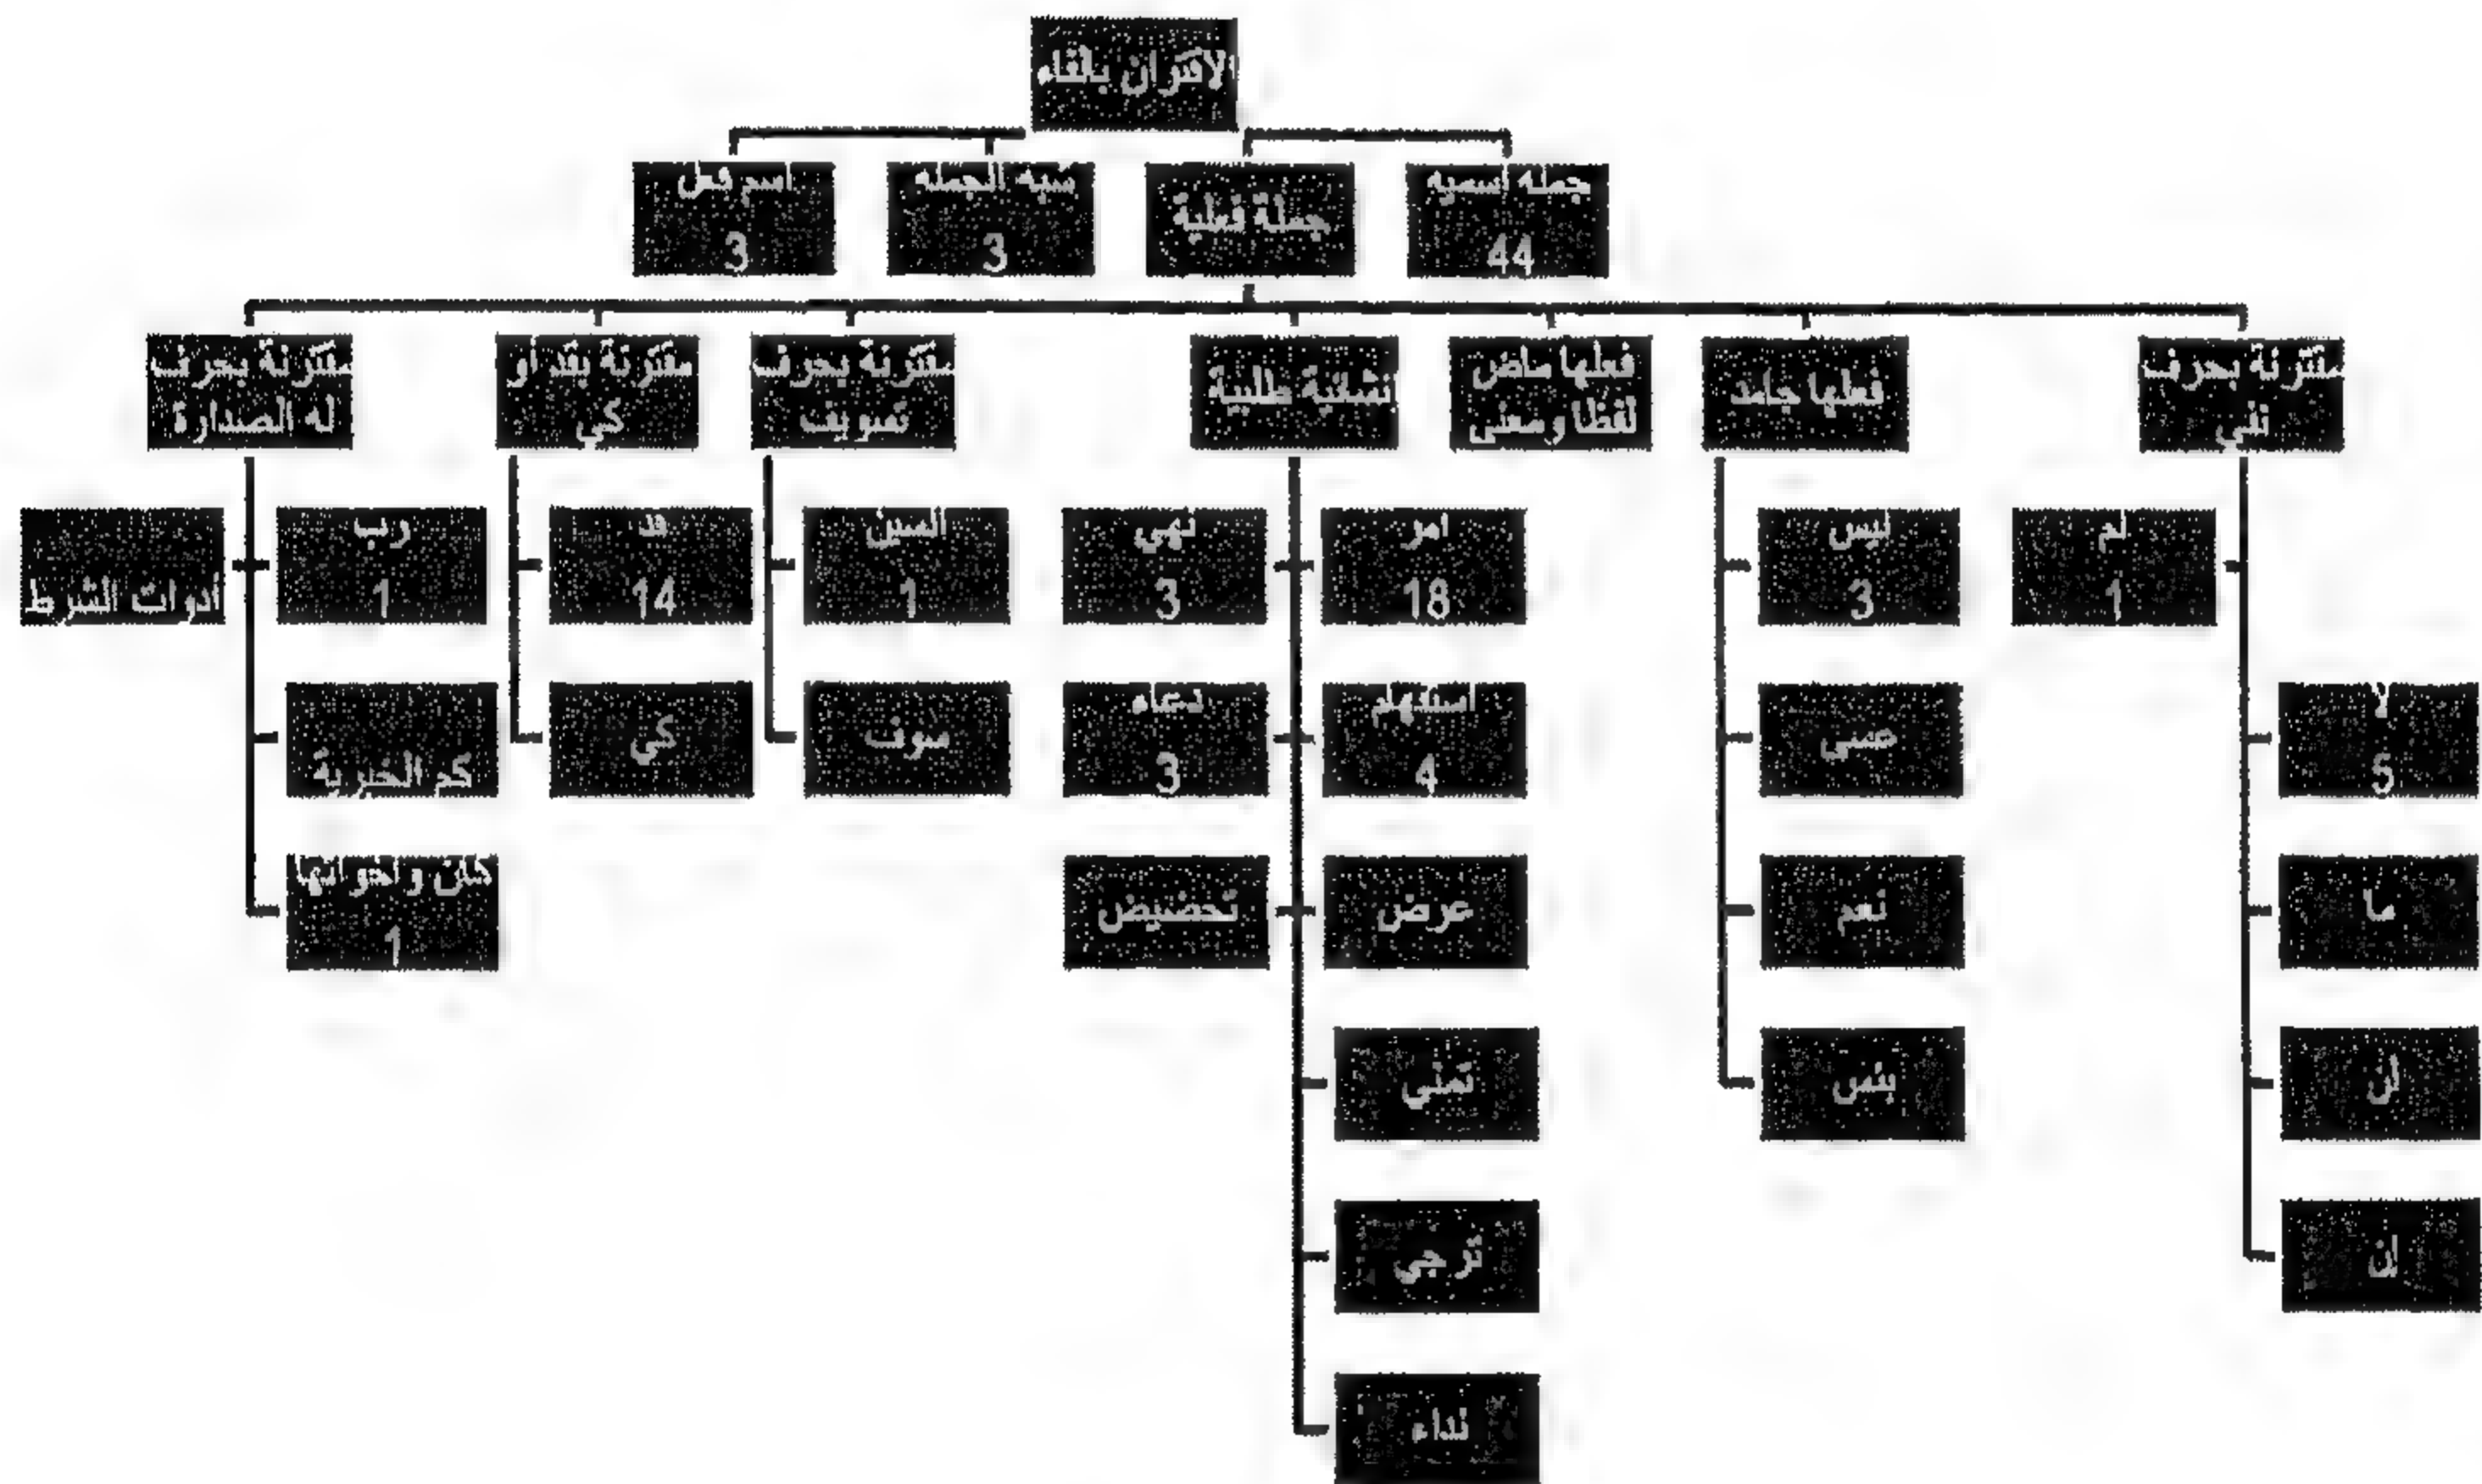 الاقتران بالفاء
جملة اسمية
44
جملة فعلية
شبه الجملة
3
اسم فعل
3
مقترنة بحرف
نفي
فعلها جامد
فعلها ماض
لفظا ومعنى
نشائية طلبية
مقترنة بحرف
تسويف
مقترنة بقد أو
كي
مقترنة بحرف
له الصدارة
لم
1
ليس
3
امر
18
نهي
3
السين
1
قد
14
رب
1
أدوات الشرط
لا
5
عسى
استفهام
4
دعاء
3
سوف
كي
كم الخبرية
ما
نعم
عرض
تحضيض
كان واخواتها
1
لن
بئس
تمني
إن
ترجي
نداء